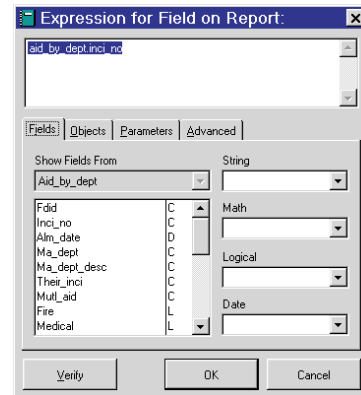 Expression for Field on Report:
aid_by_dept.inci_no
Fields Objects Parameters Advanced
Show Fields From
Aid_by_dept
Fdid C
Inci_no C
Alm_date D
Ma_dept C
Ma_dept_desc C
Their_inci C
Mutl_aid C
Fire L
Medical L
String
Math
Logical
Date
Verify OK Cancel